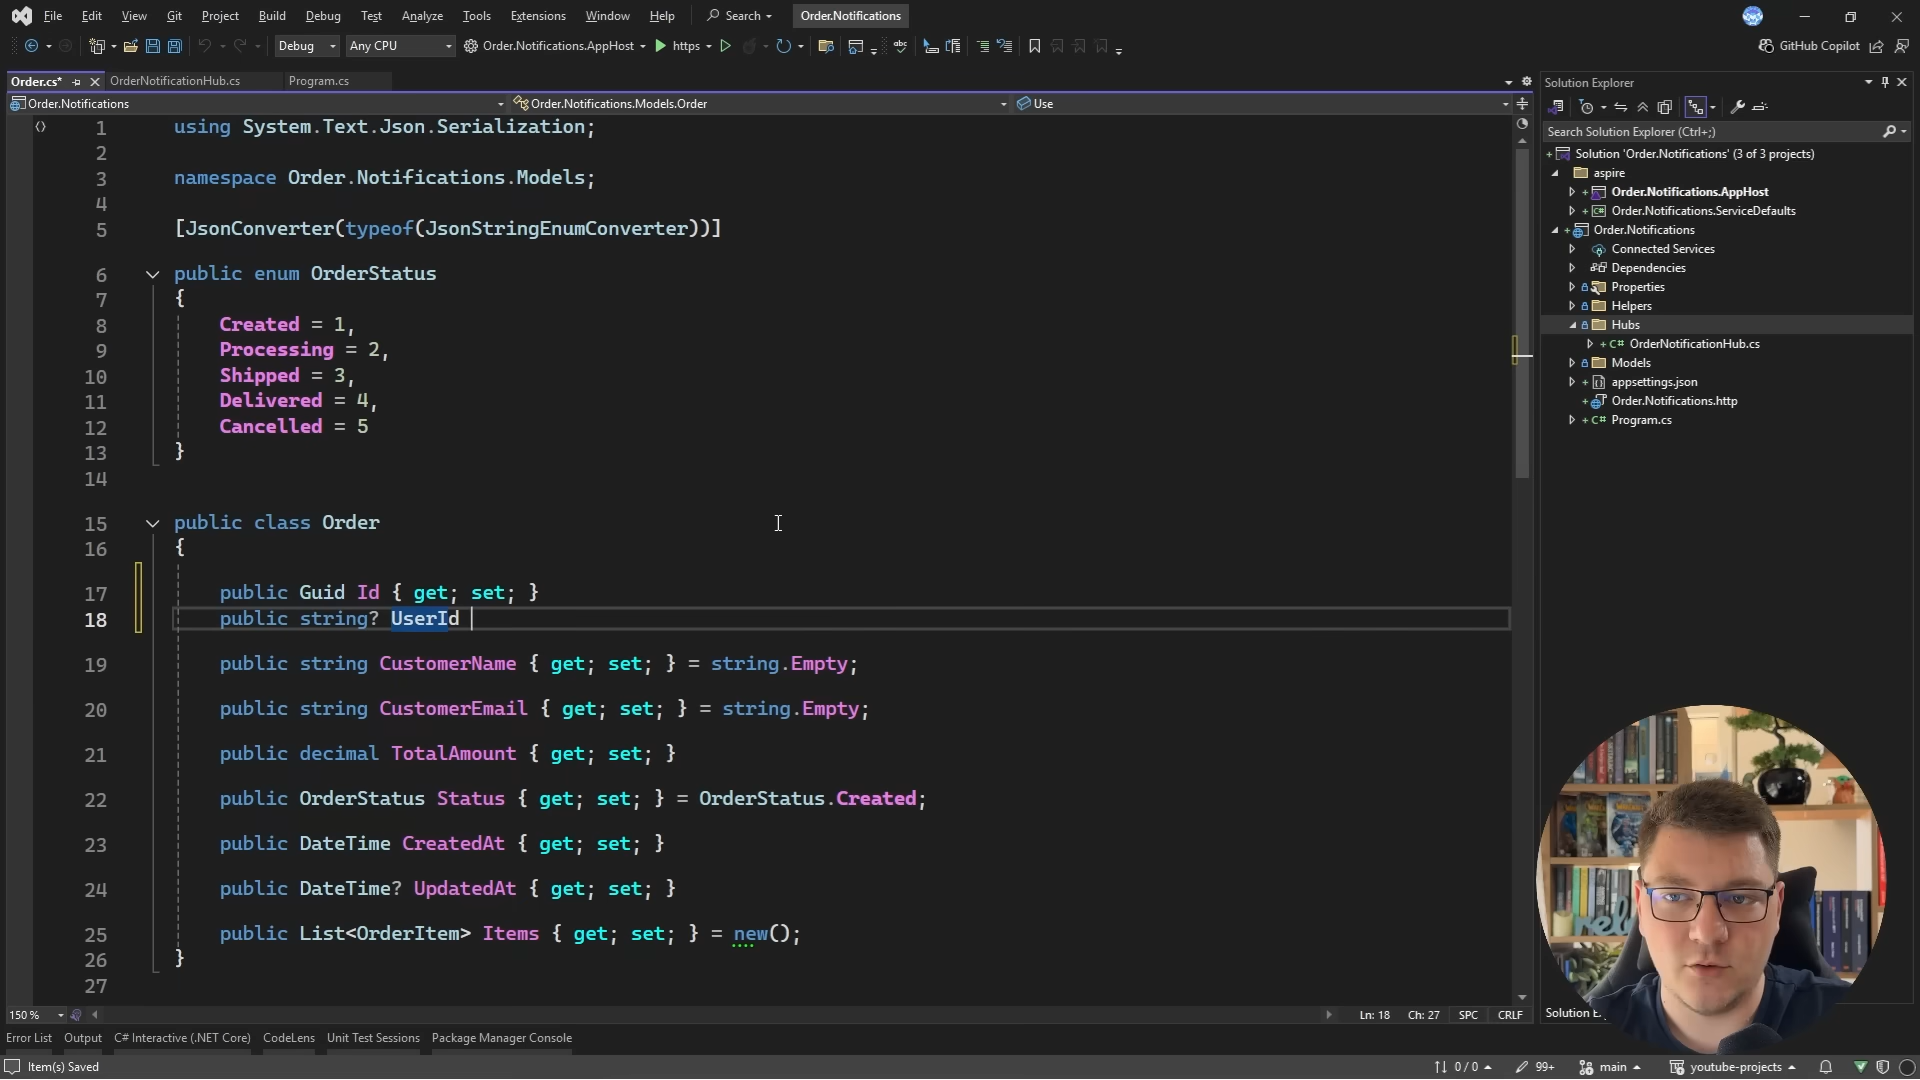 File Edit View Git Project Build Debug Test Analyze Tools Extensions Window Help Search Order.Notifications
Debug Any CPU Order.Notifications.AppHost https GitHub Copilot
Order.cs* OrderNotificationHub.cs Program.cs
Order.Notifications Order.Notifications.Models.Order Use
1 using System.Text.Json.Serialization;
2
3 namespace Order.Notifications.Models;
4
5 [JsonConverter(typeof(JsonStringEnumConverter))]
6 public enum OrderStatus
7 {
8 Created = 1,
9 Processing = 2,
10 Shipped = 3,
11 Delivered = 4,
12 Cancelled = 5
13 }
14
15 public class Order
16 {
17 public Guid Id { get; set; }
18 public string? UserId
19 public string CustomerName { get; set; } = string.Empty;
20 public string CustomerEmail { get; set; } = string.Empty;
21 public decimal TotalAmount { get; set; }
22 public OrderStatus Status { get; set; } = OrderStatus.Created;
23 public DateTime CreatedAt { get; set; }
24 public DateTime? UpdatedAt { get; set; }
25 public List<OrderItem> Items { get; set; } = new();
26 }
27
150 % Ln: 18 Ch: 27 SPC CRLF
Error List Output C# Interactive (.NET Core) CodeLens Unit Test Sessions Package Manager Console
Item(s) Saved 0 / 0 99+ main youtube-projects
Solution Explorer
Search Solution Explorer (Ctrl+;)
Solution 'Order.Notifications' (3 of 3 projects)
aspire
Order.Notifications.AppHost
Order.Notifications.ServiceDefaults
Order.Notifications
Connected Services
Dependencies
Properties
Helpers
Hubs
C# OrderNotificationHub.cs
Models
appsettings.json
Order.Notifications.http
C# Program.cs
Solution E